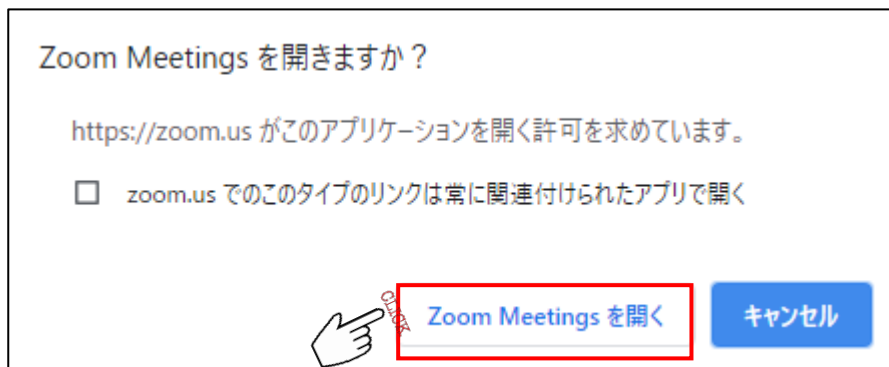 Zoom Meetings を開きますか？
https://zoom.us がこのアプリケーションを開く許可を求めています。
zoom.us でのこのタイプのリンクは常に関連付けられたアプリで開く
CLICK
Zoom Meetings を開く
キャンセル